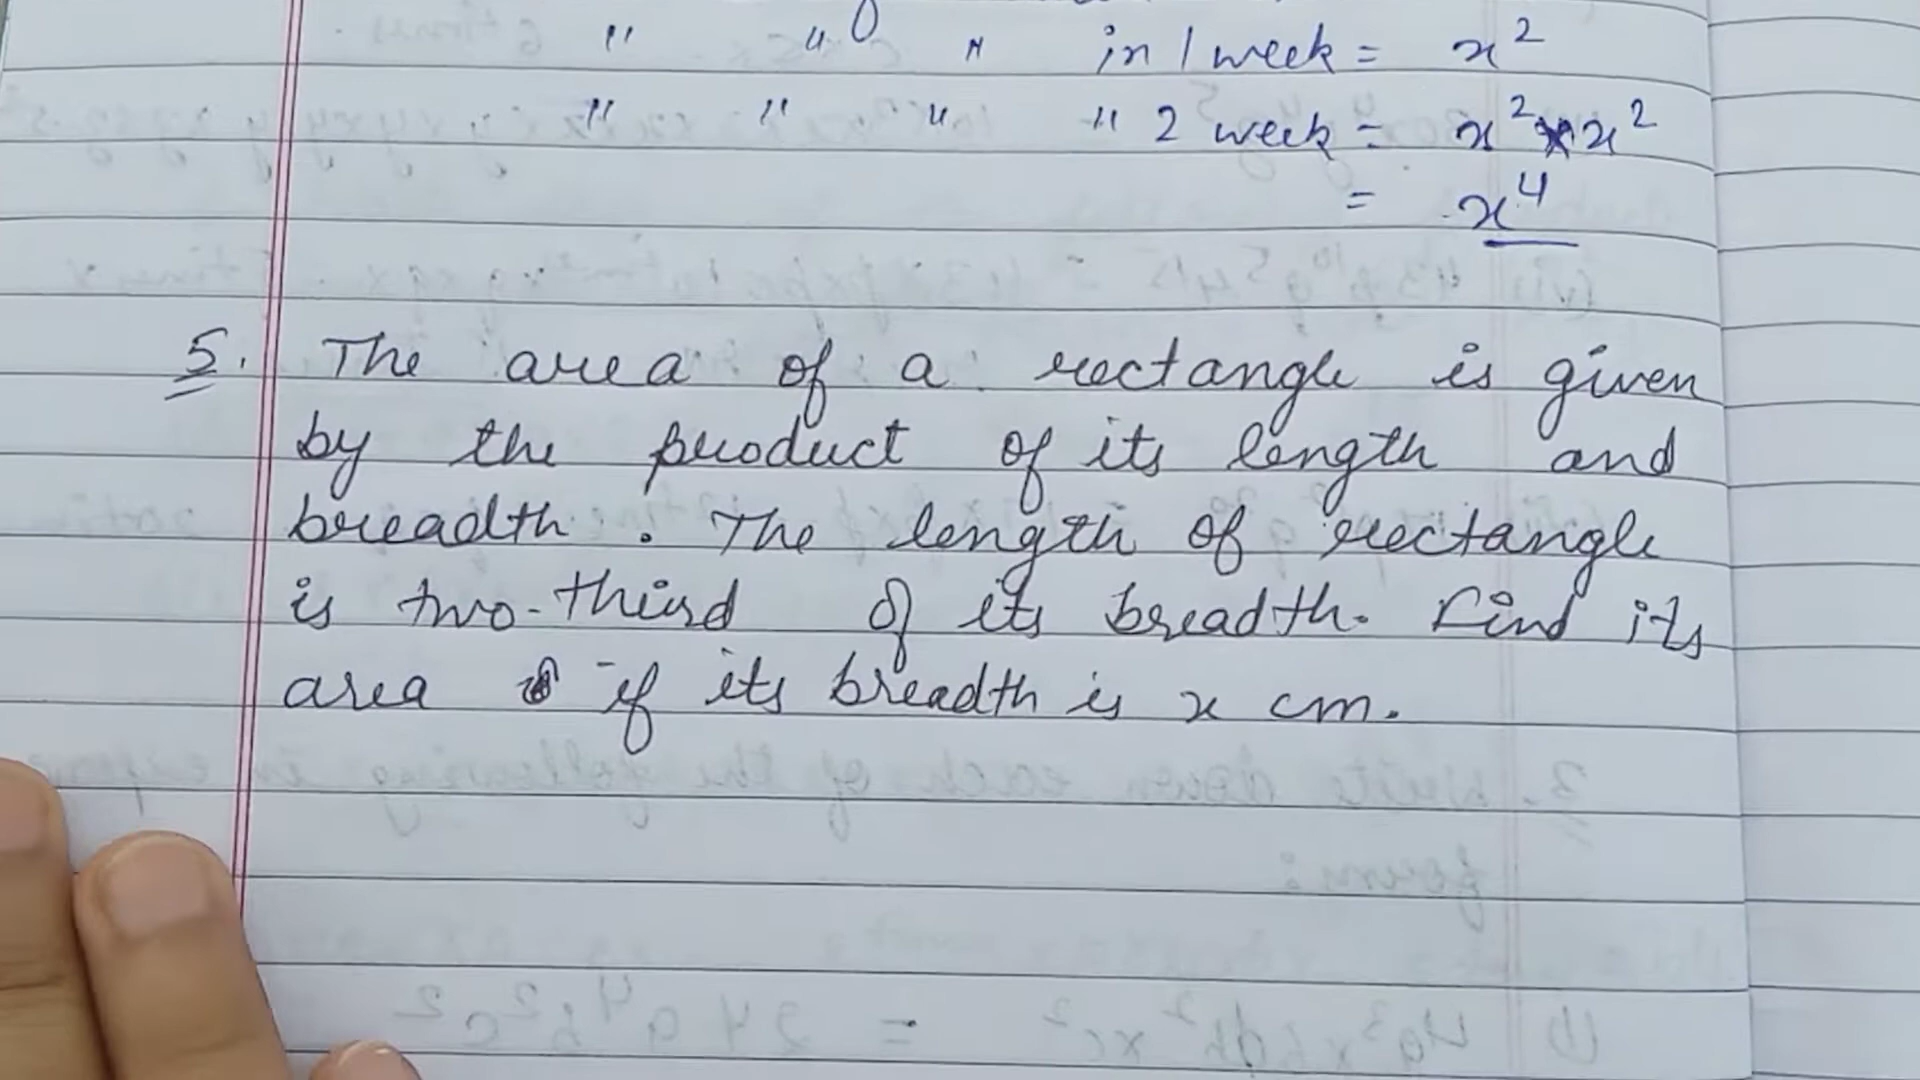 " " " in 1 week = x²
" " " " 2 week = x² × x²
= x⁴
5. The area of a rectangle is given
by the product of its length and
breadth. The length of rectangle
is two-third of its breadth. Find its
area if its breadth is x cm.